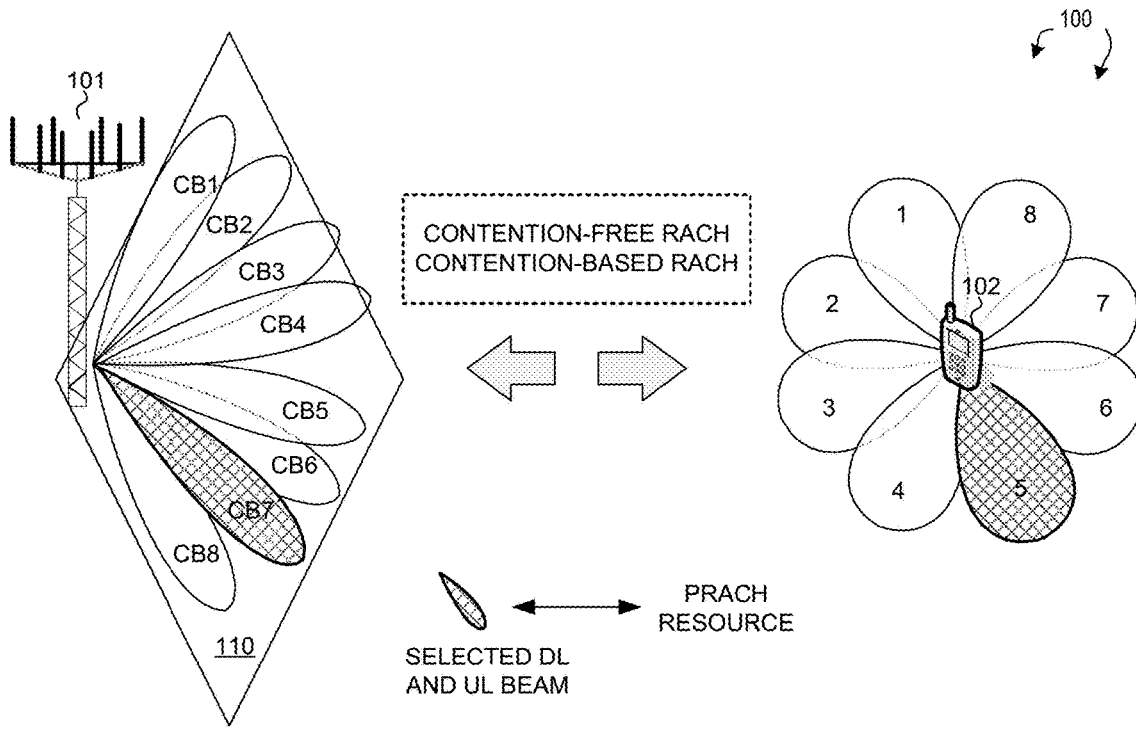 100
101
CB1
CB2
CB3
CB4
CB5
CB6
CB7
CB8
110
CONTENTION-FREE RACH
CONTENTION-BASED RACH
1
8
2
102
7
3
6
4
5
SELECTED DL
AND UL BEAM
PRACH
RESOURCE